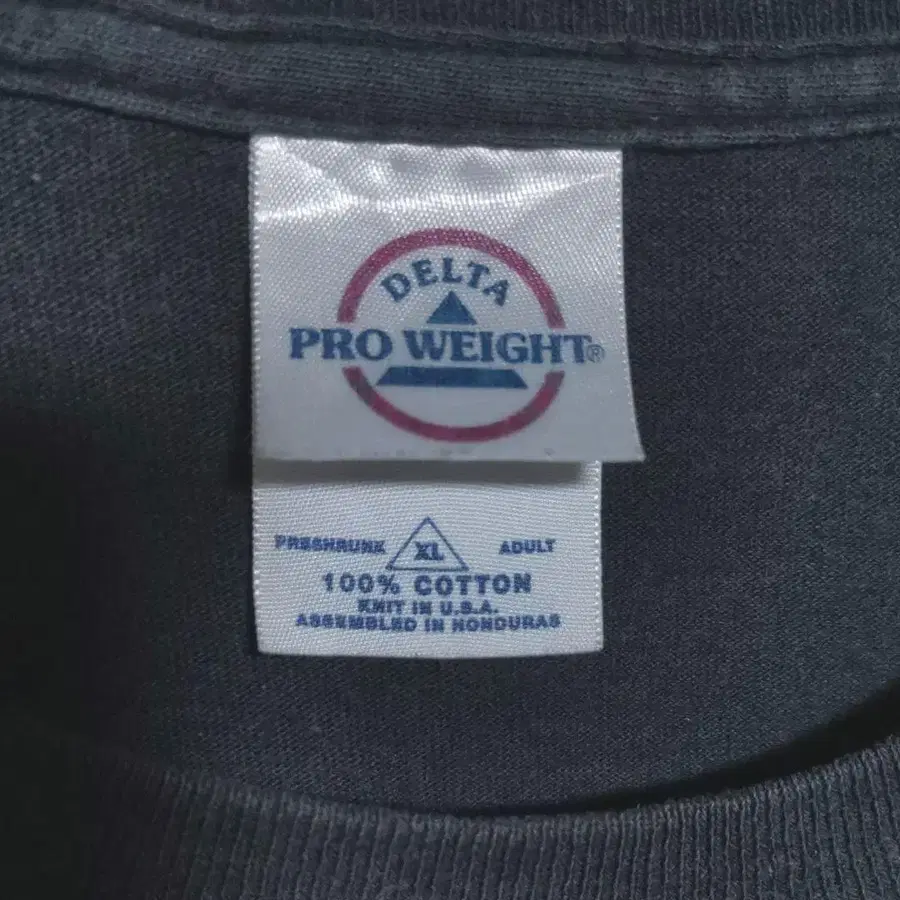 DELTA
PRO WEIGHT®
PRESHRUNK XL ADULT
100% COTTON
KNIT IN U.S.A.
ASSEMBLED IN HONDURAS